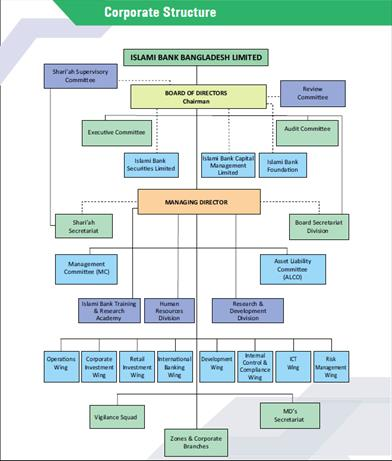 Corporate Structure
ISLAMI BANK BANGLADESH LIMITED
Shari'ah Supervisory
Committee
BOARD OF DIRECTORS
Chairman
Review
Committee
Executive Committee
Audit Committee
Islami Bank
Securities Limited
Islami Bank Capital
Management
Limited
Islami Bank
Foundation
MANAGING DIRECTOR
Shari'ah
Secretariat
Board Secretariat
Division
Management
Committee (MC)
Asset Liability
Committee
(ALCO)
Islami Bank Training
& Research
Academy
Human
Resources
Division
Research &
Development
Division
Operations
Wing
Corporate
Investment
Wing
Retail
Investment
Wing
International
Banking
Wing
Development
Wing
Internal
Control &
Compliance
Wing
ICT
Wing
Risk
Management
Wing
Vigilance Squad
MD's
Secretariat
Zones & Corporate
Branches